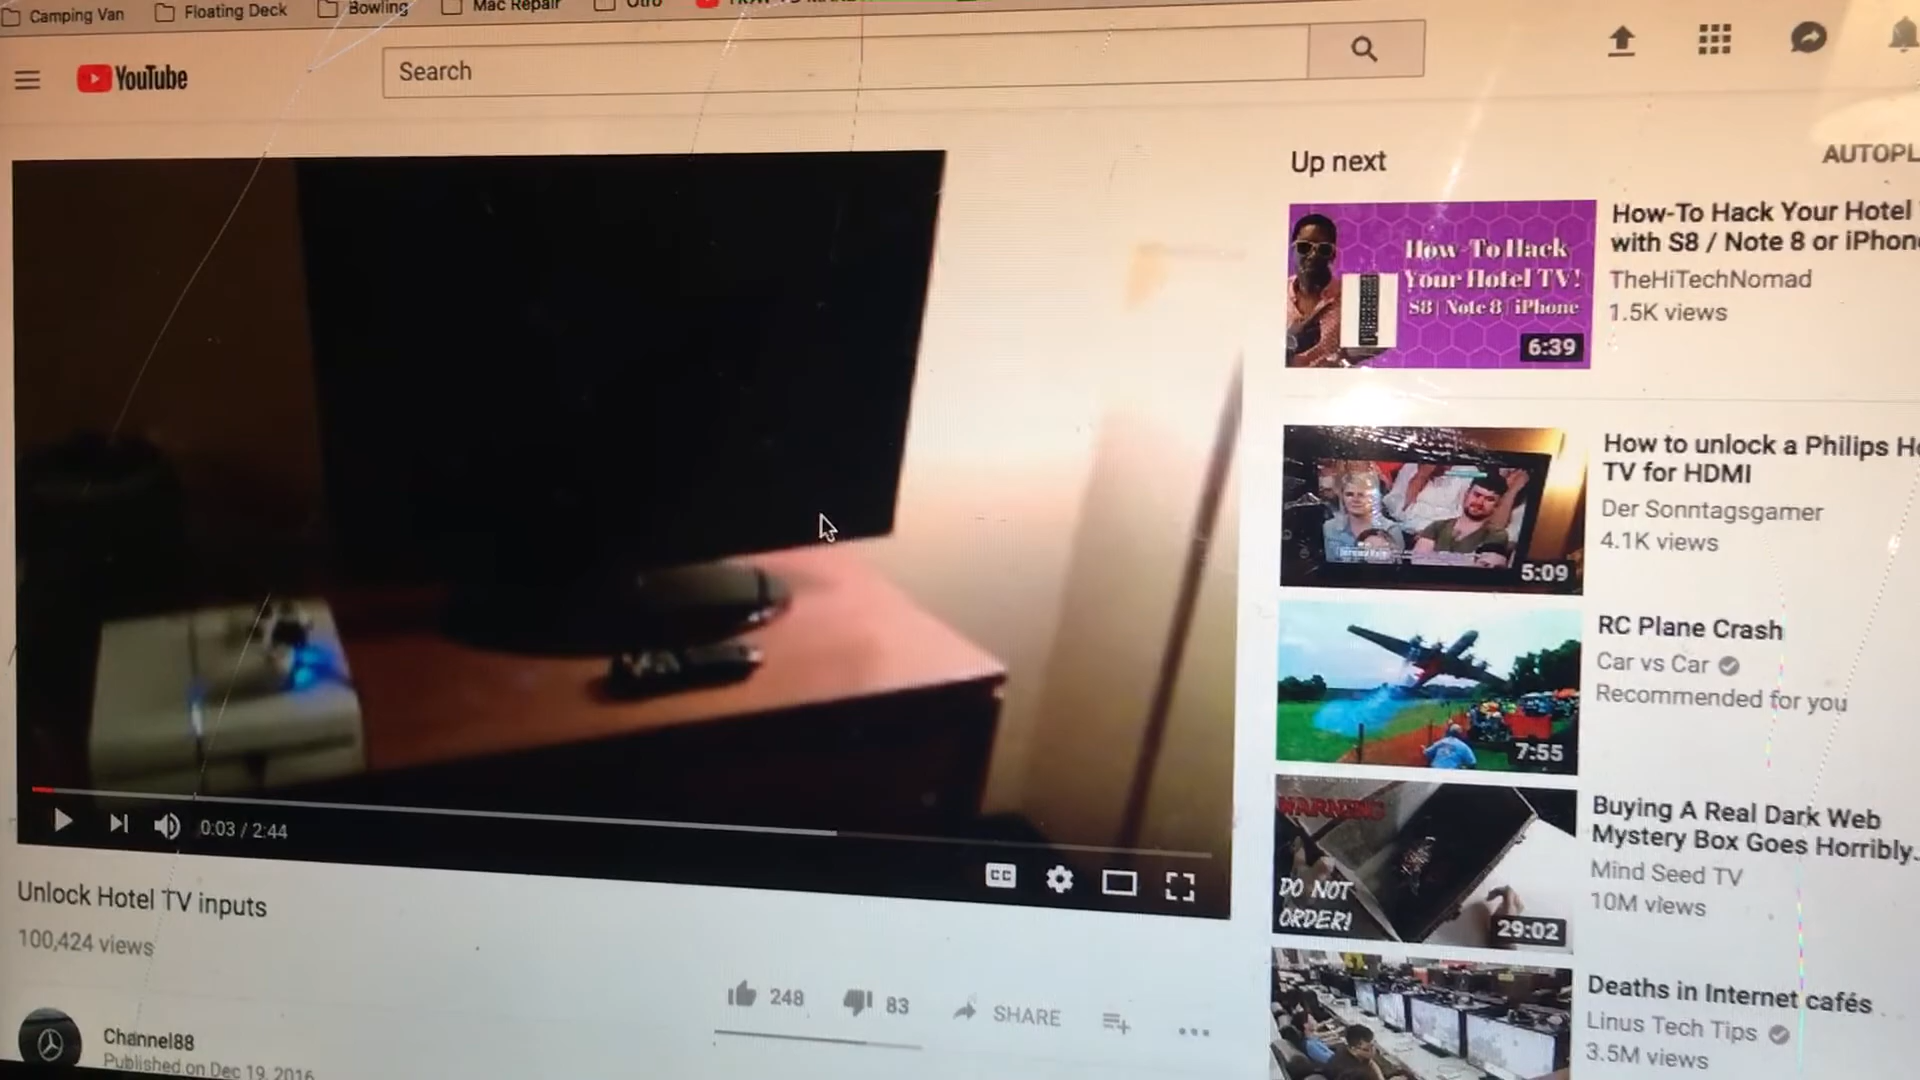 Camping Van
Floating Deck
Bowling
Mac Repair
Otro
YouTube
Search
Up next
AUTOPL
How-To Hack
Your Hotel TV!
S8 | Note 8 | iPhone
6:39
How-To Hack Your Hotel
with S8 / Note 8 or iPhon
TheHiTechNomad
1.5K views
5:09
How to unlock a Philips Ho
TV for HDMI
Der Sonntagsgamer
4.1K views
7:55
RC Plane Crash
Car vs Car
Recommended for you
WARNING
DO NOT
ORDER!
29:02
Buying A Real Dark Web
Mystery Box Goes Horribly..
Mind Seed TV
10M views
Deaths in Internet cafés
Linus Tech Tips
3.5M views
0:03 / 2:44
CC
Unlock Hotel TV inputs
100,424 views
248
83
SHARE
Channel88
Published on Dec 19, 2016